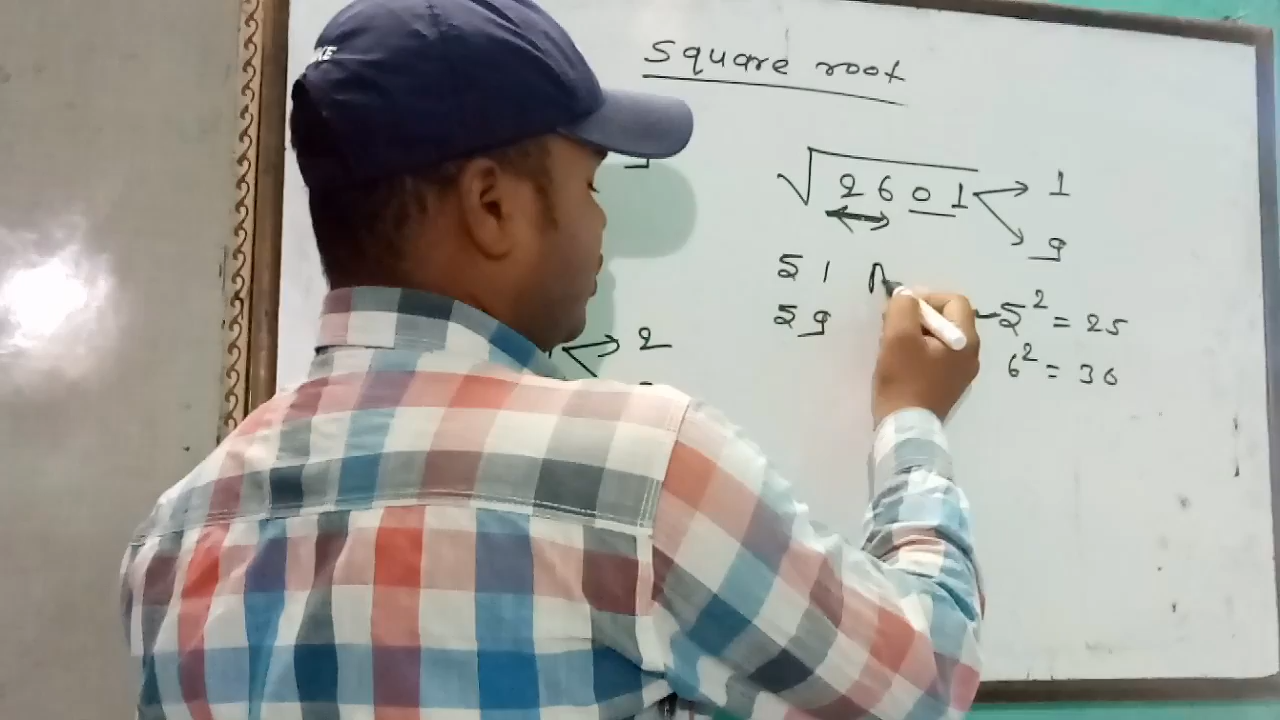 Square root
√2601 1
9
51
59
5² = 25
6² = 36
2